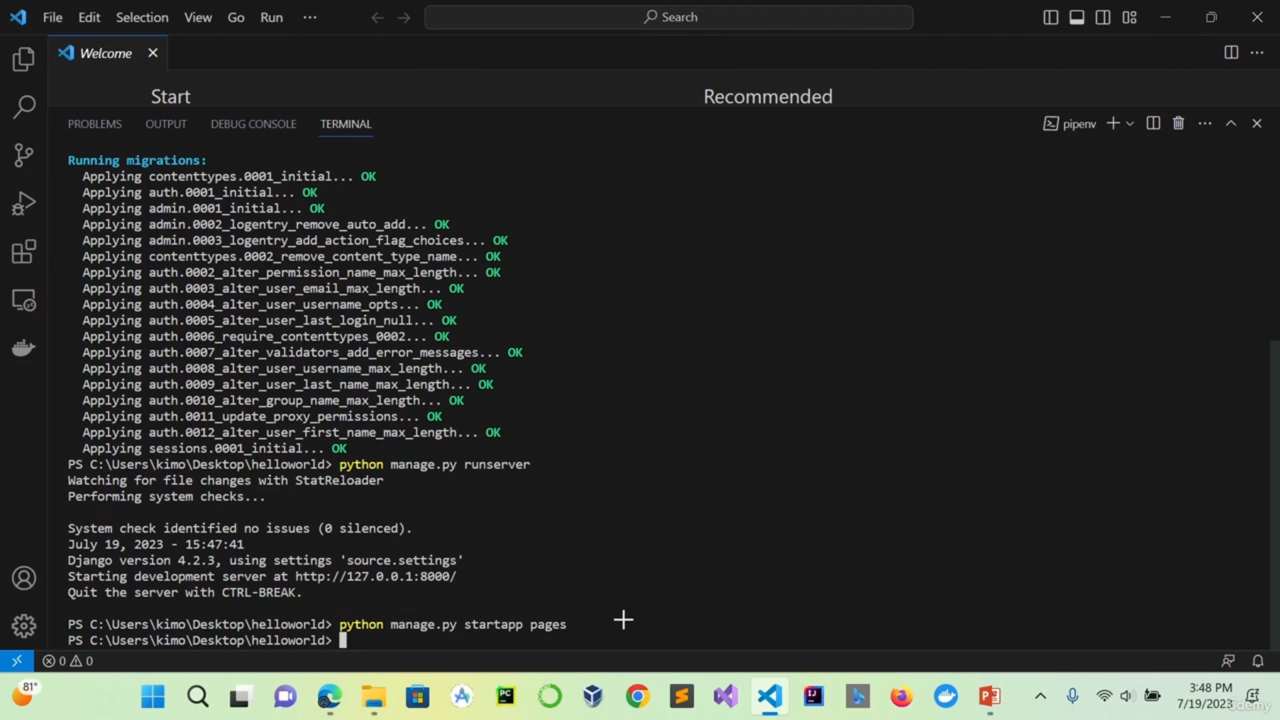 File Edit Selection View Go Run ··· Search
Welcome
Start Recommended
PROBLEMS OUTPUT DEBUG CONSOLE TERMINAL pipenv
Running migrations:
Applying contenttypes.0001_initial... OK
Applying auth.0001_initial... OK
Applying admin.0001_initial... OK
Applying admin.0002_logentry_remove_auto_add... OK
Applying admin.0003_logentry_add_action_flag_choices... OK
Applying contenttypes.0002_remove_content_type_name... OK
Applying auth.0002_alter_permission_name_max_length... OK
Applying auth.0003_alter_user_email_max_length... OK
Applying auth.0004_alter_user_username_opts... OK
Applying auth.0005_alter_user_last_login_null... OK
Applying auth.0006_require_contenttypes_0002... OK
Applying auth.0007_alter_validators_add_error_messages... OK
Applying auth.0008_alter_user_username_max_length... OK
Applying auth.0009_alter_user_last_name_max_length... OK
Applying auth.0010_alter_group_name_max_length... OK
Applying auth.0011_update_proxy_permissions... OK
Applying auth.0012_alter_user_first_name_max_length... OK
Applying sessions.0001_initial... OK
PS C:\Users\kimo\Desktop\helloworld> python manage.py runserver
Watching for file changes with StatReloader
Performing system checks...
System check identified no issues (0 silenced).
July 19, 2023 - 15:47:41
Django version 4.2.3, using settings 'source.settings'
Starting development server at http://127.0.0.1:8000/
Quit the server with CTRL-BREAK.
PS C:\Users\kimo\Desktop\helloworld> python manage.py startapp pages
PS C:\Users\kimo\Desktop\helloworld>
0 0
81°
PC
3:48 PM
7/19/2023
Udemy